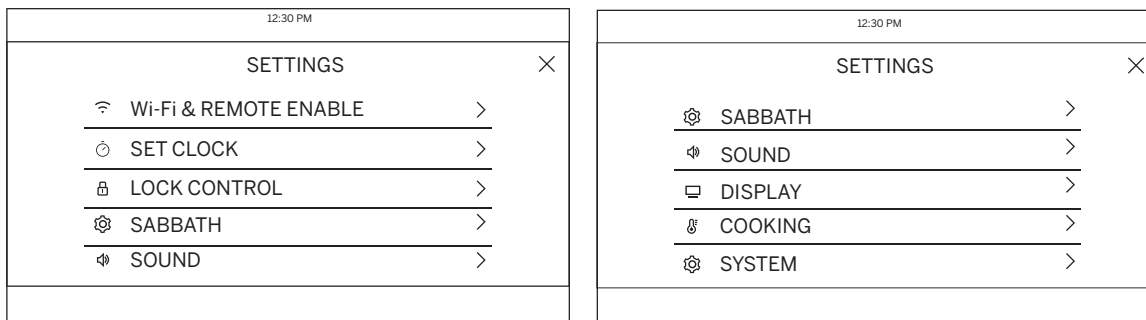 12:30 PM
SETTINGS
Wi-Fi & REMOTE ENABLE
SET CLOCK
LOCK CONTROL
SABBATH
SOUND
12:30 PM
SETTINGS
SABBATH
SOUND
DISPLAY
COOKING
SYSTEM